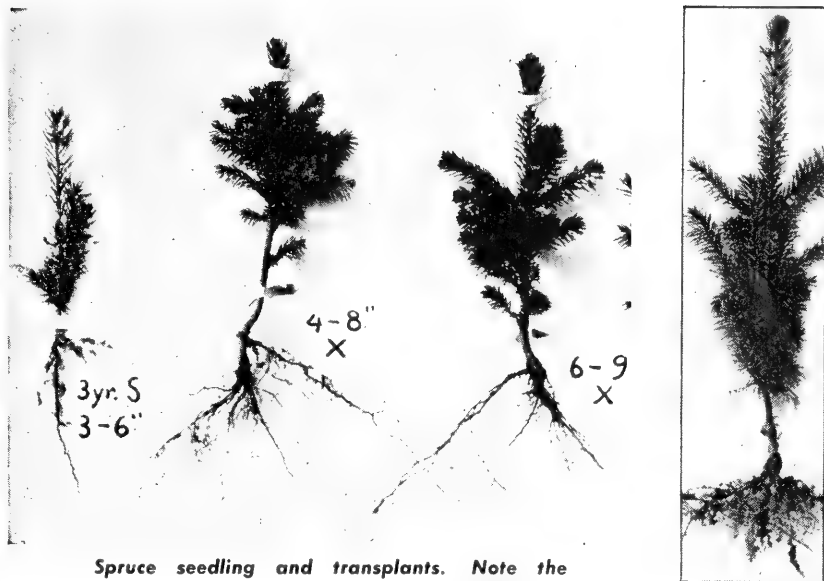 3yr. S
3-6"
4-8"
X
6-9
X
Spruce seedling and transplants. Note the